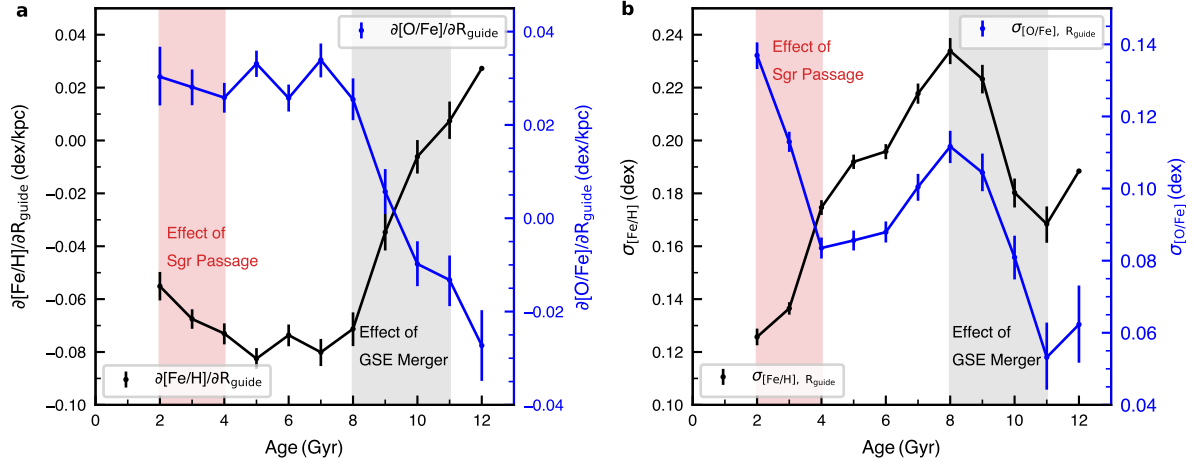 a
0.04
0.02
0.00
−0.02
−0.04
−0.06
−0.08
−0.10
∂[Fe/H]/∂Rguide (dex/kpc)
∂[O/Fe]/∂Rguide
Effect of
Sgr Passage
Effect of
GSE Merger
∂[Fe/H]/∂Rguide
0.04
0.02
0.00
−0.02
−0.04
∂[O/Fe]/∂Rguide (dex/kpc)
0 2 4 6 8 10 12
Age (Gyr)
b
0.24
0.22
0.20
0.18
0.16
0.14
0.12
0.10
σ[Fe/H] (dex)
σ[O/Fe], Rguide
Effect of
Sgr Passage
Effect of
GSE Merger
σ[Fe/H], Rguide
0.14
0.12
0.10
0.08
0.06
0.04
σ[O/Fe] (dex)
0 2 4 6 8 10 12
Age (Gyr)